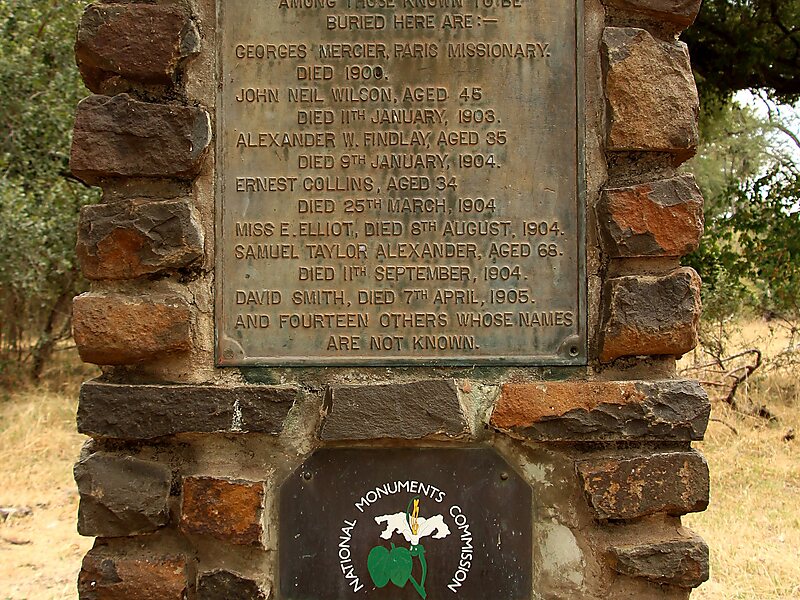 AMONG THOSE KNOWN TO BE
BURIED HERE ARE:—
GEORGES MERCIER, PARIS MISSIONARY.
DIED 1900.
JOHN NEIL WILSON, AGED 45
DIED 11TH JANUARY, 1903.
ALEXANDER W. FINDLAY, AGED 35
DIED 9TH JANUARY, 1904.
ERNEST COLLINS, AGED 34
DIED 25TH MARCH, 1904
MISS E. ELLIOT, DIED 8TH AUGUST, 1904.
SAMUEL TAYLOR ALEXANDER, AGED 68.
DIED 11TH SEPTEMBER, 1904.
DAVID SMITH, DIED 7TH APRIL, 1905.
AND FOURTEEN OTHERS WHOSE NAMES
ARE NOT KNOWN.
NATIONAL MONUMENTS COMMISSION